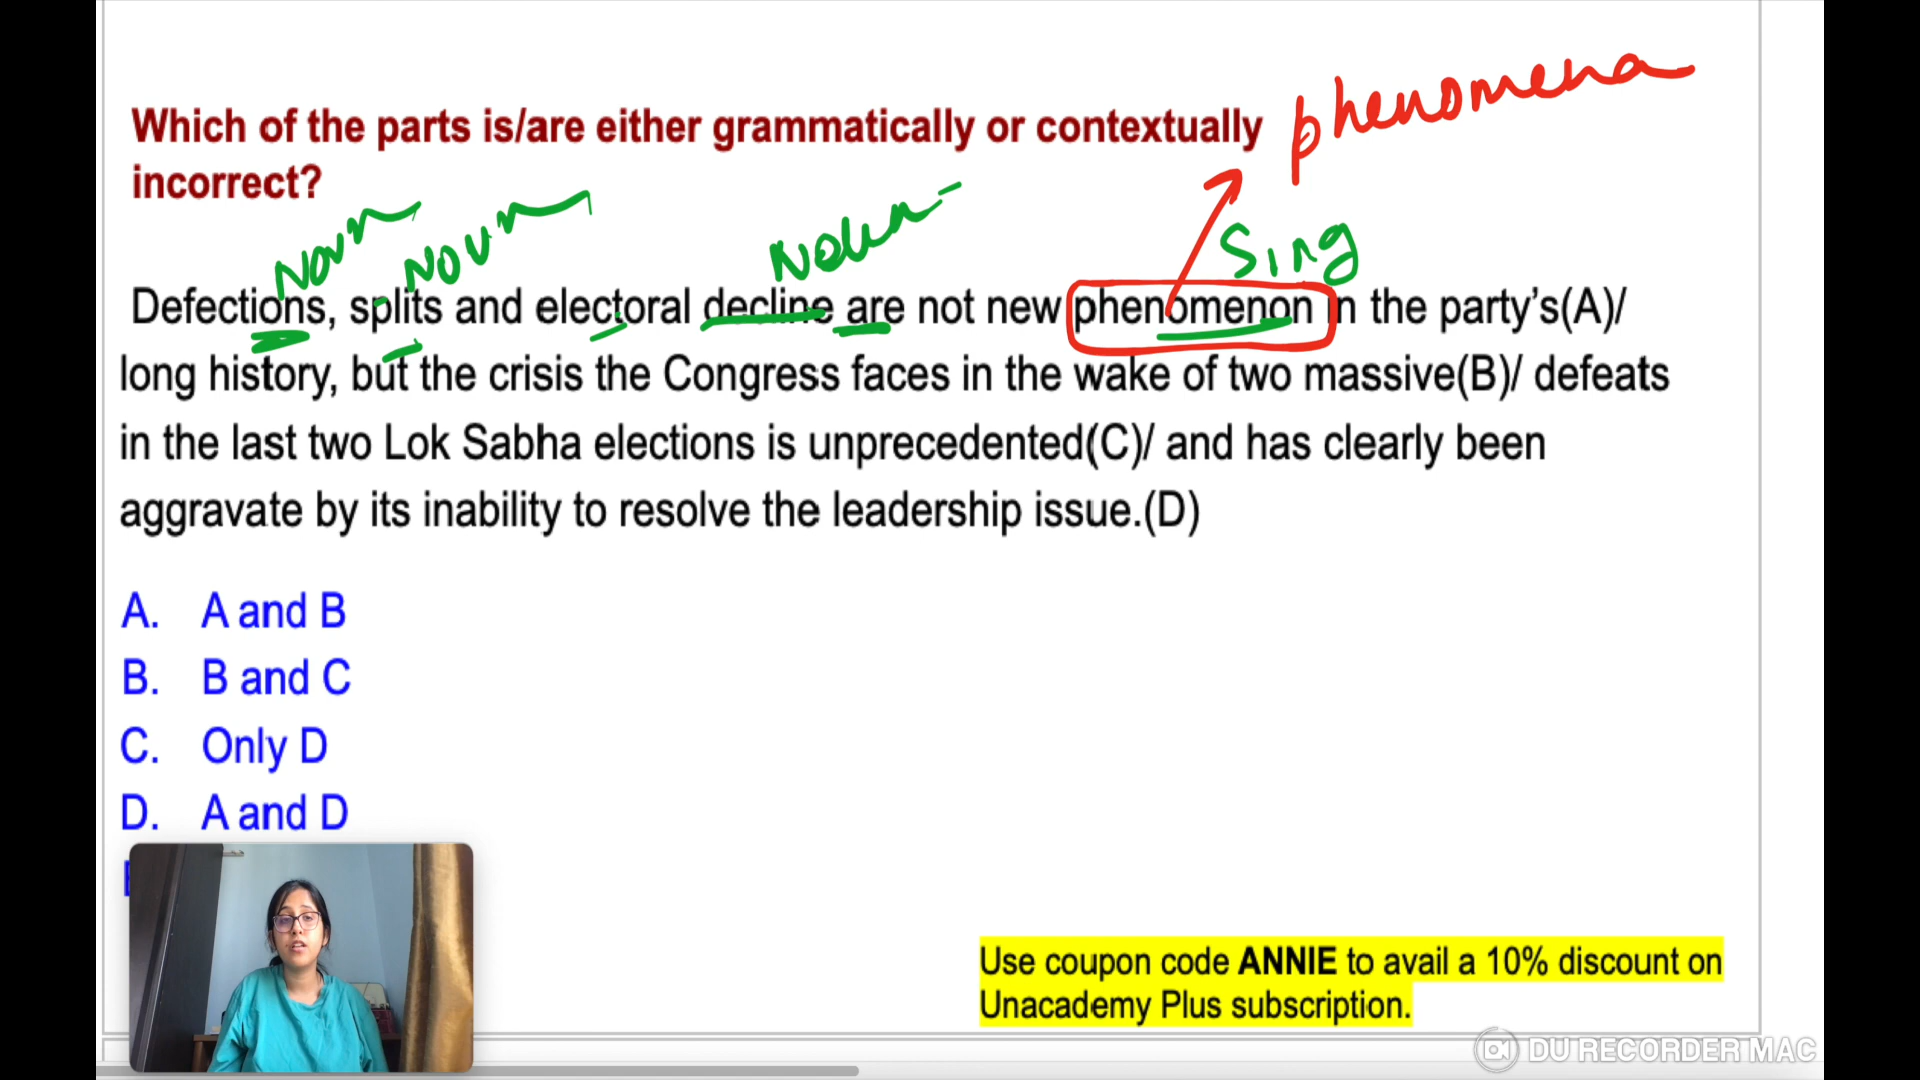 phenomena
Which of the parts is/are either grammatically or contextually
incorrect?
Noun Noun Noun Sing
Defections, splits and electoral decline are not new phenomenon in the party's(A)/
long history, but the crisis the Congress faces in the wake of two massive(B)/ defeats
in the last two Lok Sabha elections is unprecedented(C)/ and has clearly been
aggravate by its inability to resolve the leadership issue.(D)
A. A and B
B. B and C
C. Only D
D. A and D
Use coupon code ANNIE to avail a 10% discount on
Unacademy Plus subscription.
DU RECORDER MAC